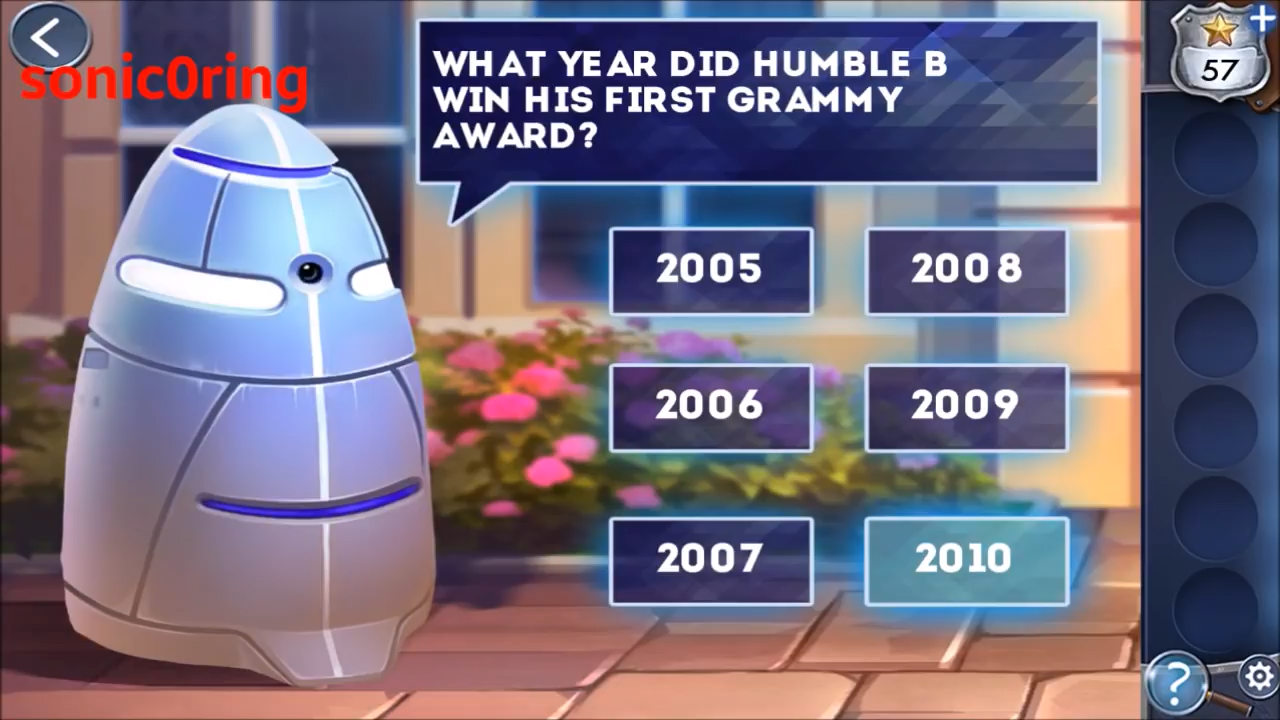 sonic0ring
WHAT YEAR DID HUMBLE B
WIN HIS FIRST GRAMMY
AWARD?
57
2005
2008
2006
2009
2007
2010
?